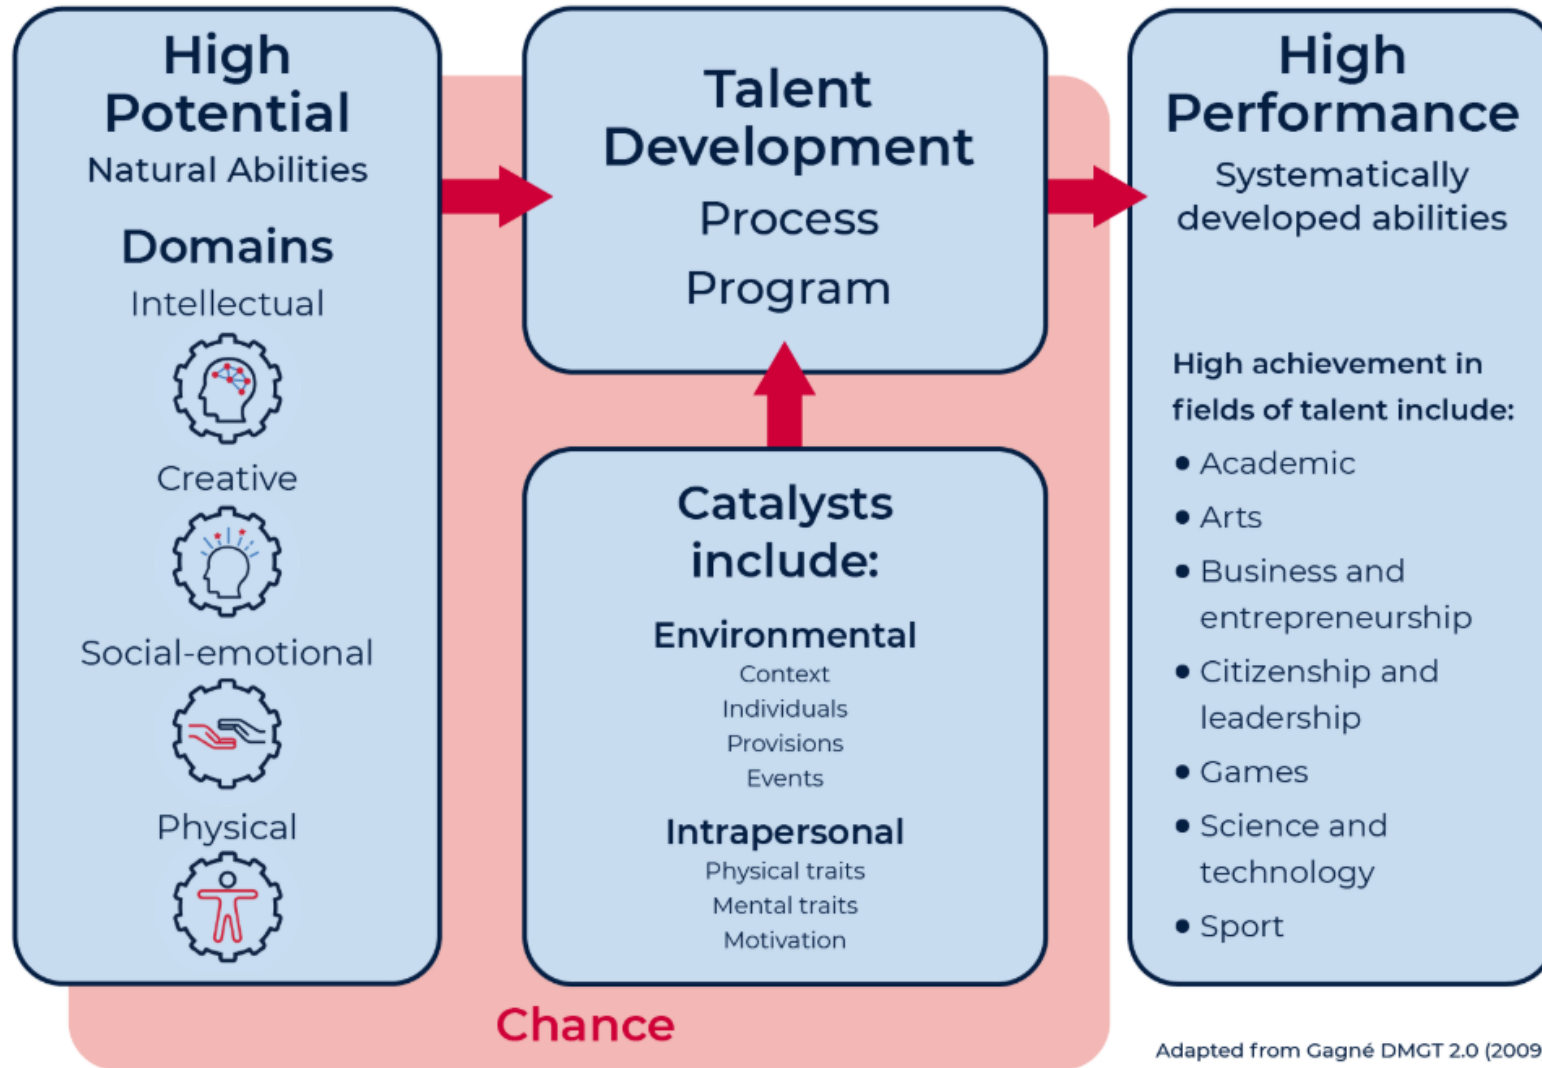 High
Potential
Natural Abilities
Domains
Intellectual
Creative
Social-emotional
Physical
Talent
Development
Process
Program
Catalysts
include:
Environmental
Context
Individuals
Provisions
Events
Intrapersonal
Physical traits
Mental traits
Motivation
High
Performance
Systematically
developed abilities
High achievement in
fields of talent include:
• Academic
• Arts
• Business and
entrepreneurship
• Citizenship and
leadership
• Games
• Science and
technology
• Sport
Chance
Adapted from Gagné DMGT 2.0 (2009